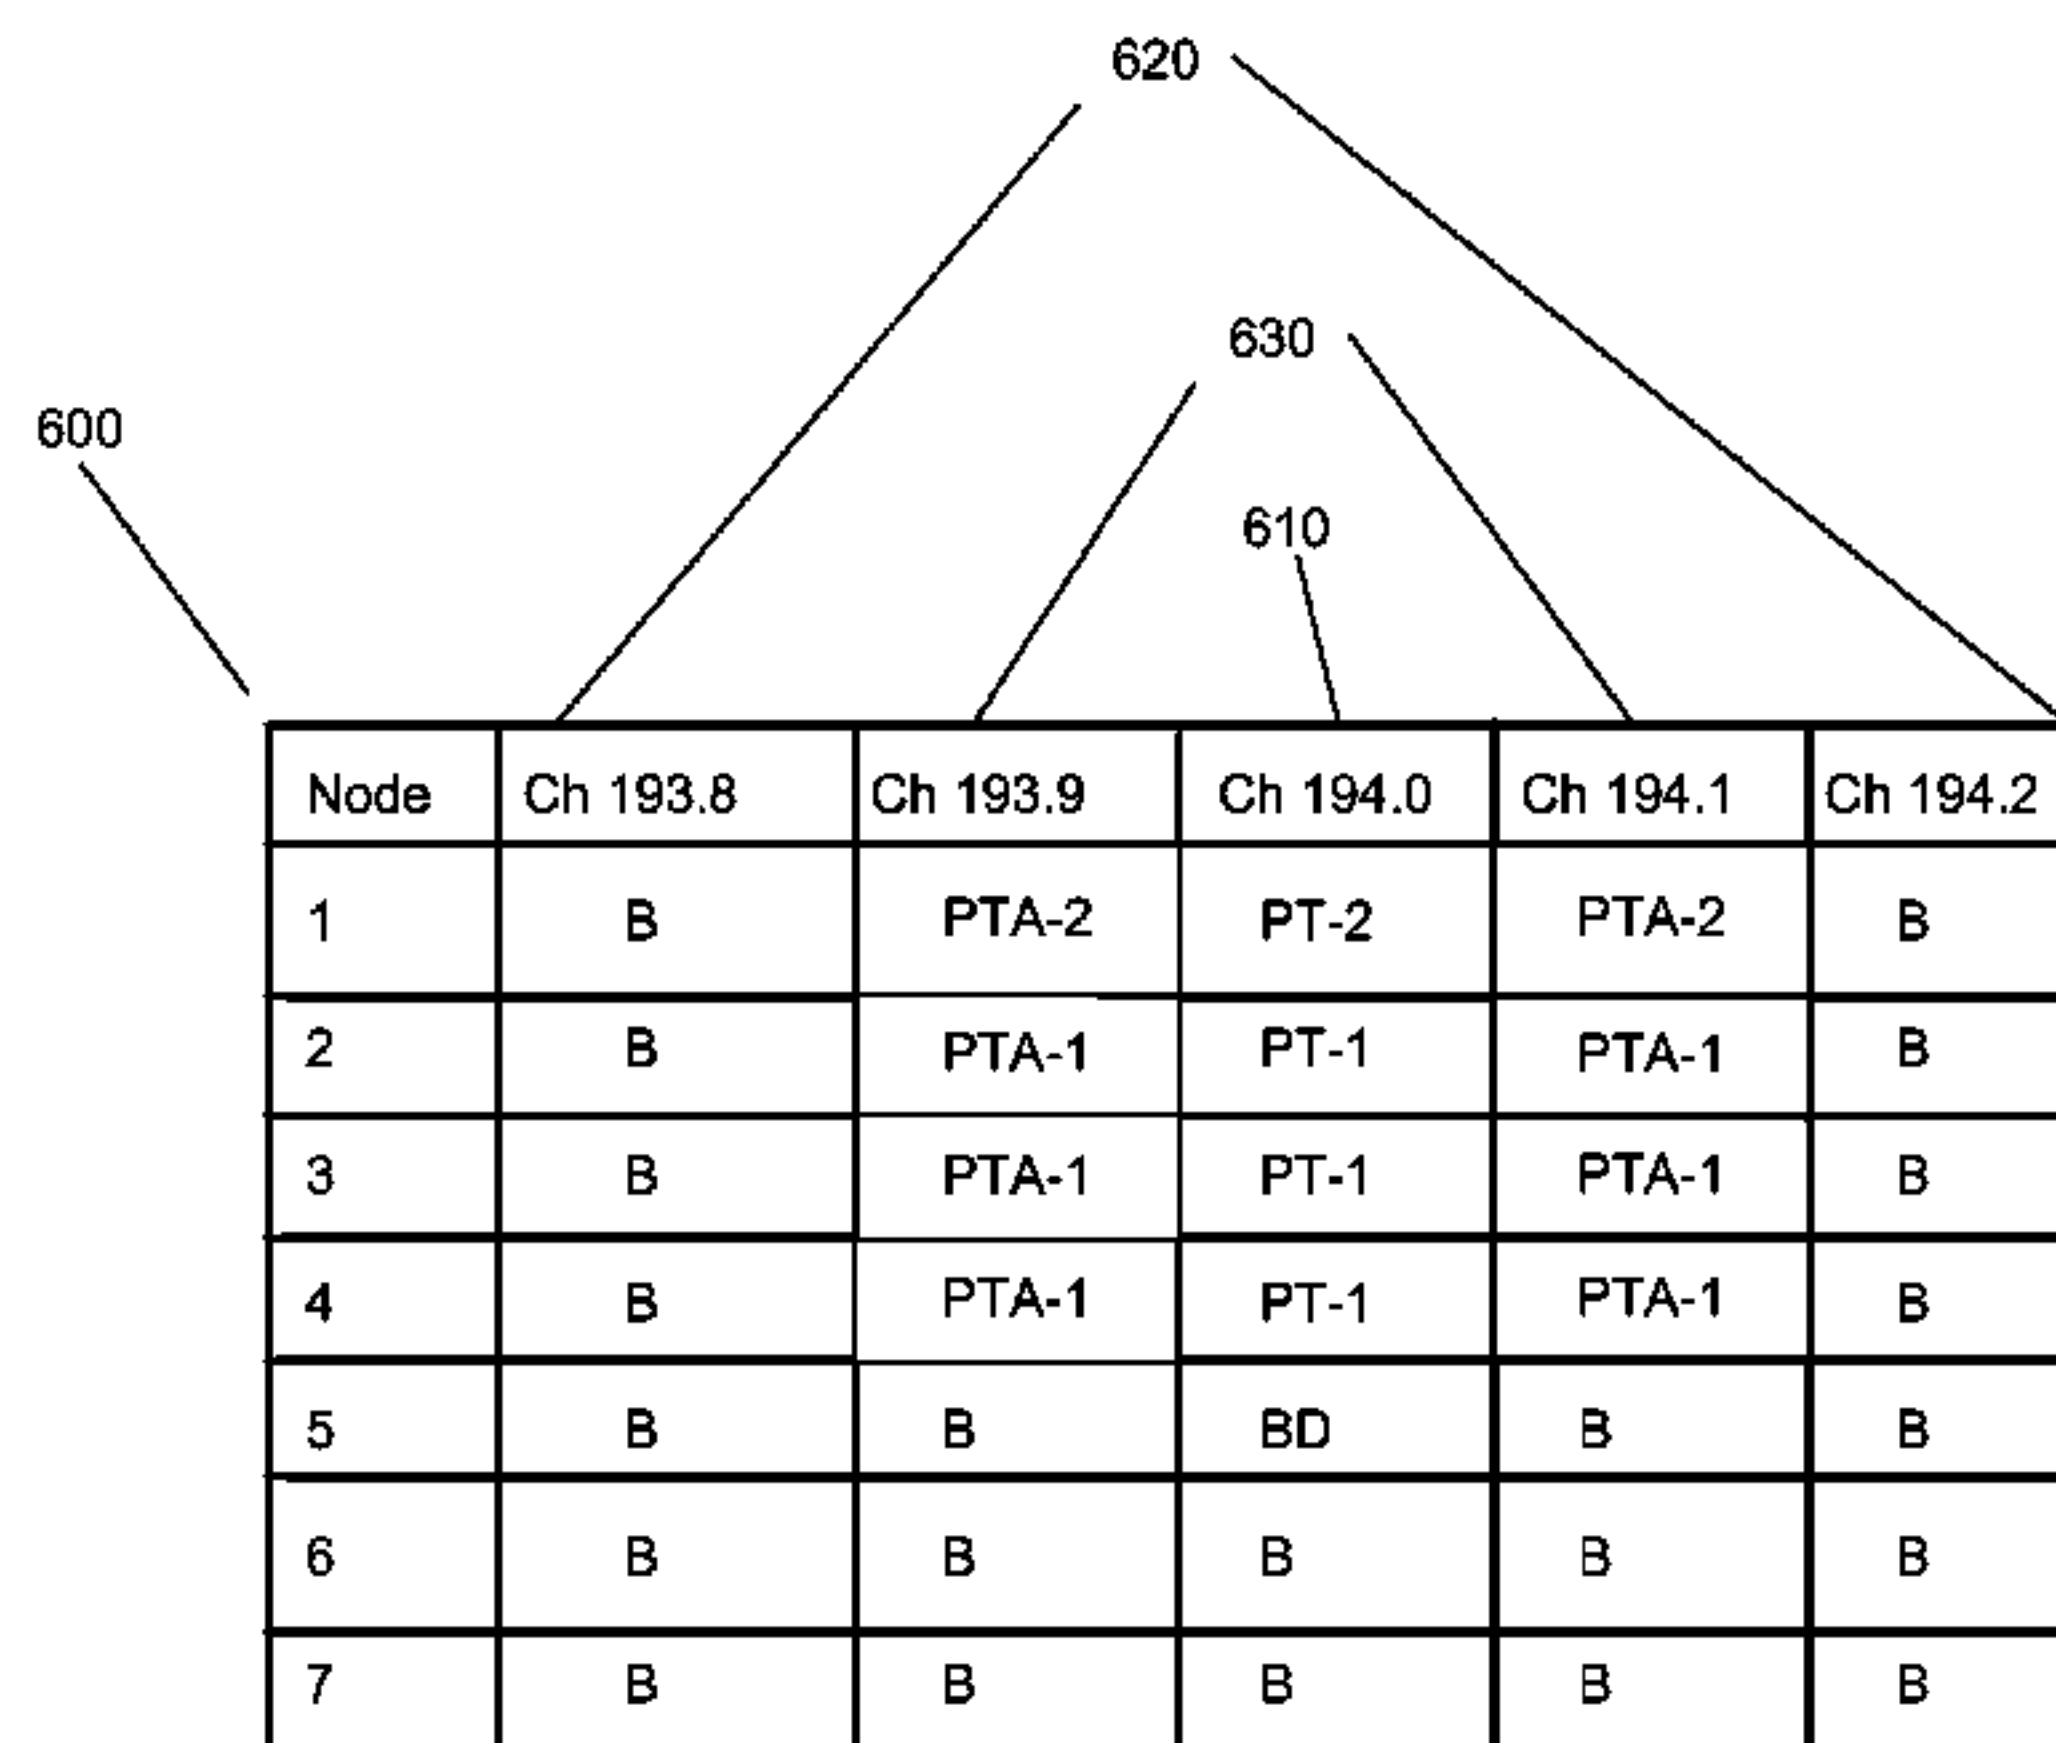 620
630
600
610
Node Ch 193.8 Ch 193.9 Ch 194.0 Ch 194.1 Ch 194.2
1 B PTA-2 PT-2 PTA-2 B
2 B PTA-1 PT-1 PTA-1 B
3 B PTA-1 PT-1 PTA-1 B
4 B PTA-1 PT-1 PTA-1 B
5 B B BD B B
6 B B B B B
7 B B B B B